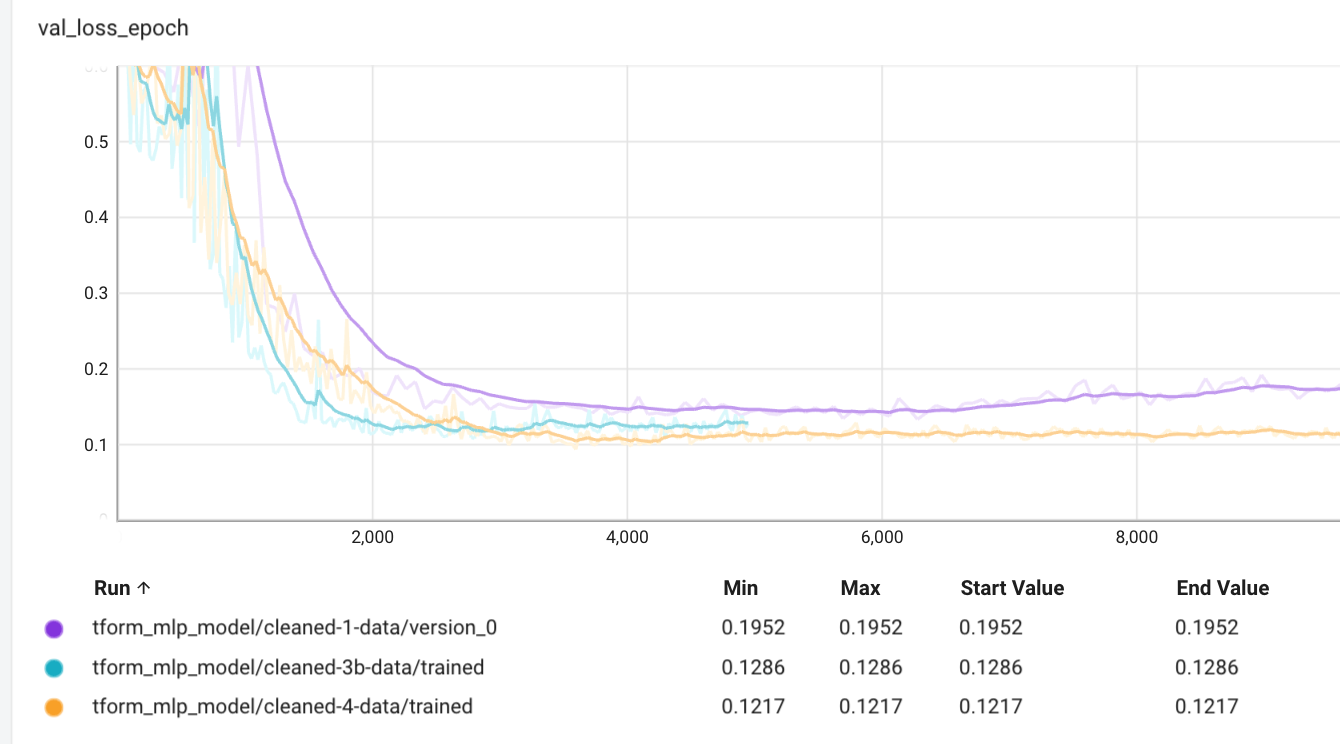 val_loss_epoch
0.5
0.4
0.3
0.2
0.1
2,000 4,000 6,000 8,000
Run ↑ Min Max Start Value End Value
tform_mlp_model/cleaned-1-data/version_0 0.1952 0.1952 0.1952 0.1952
tform_mlp_model/cleaned-3b-data/trained 0.1286 0.1286 0.1286 0.1286
tform_mlp_model/cleaned-4-data/trained 0.1217 0.1217 0.1217 0.1217